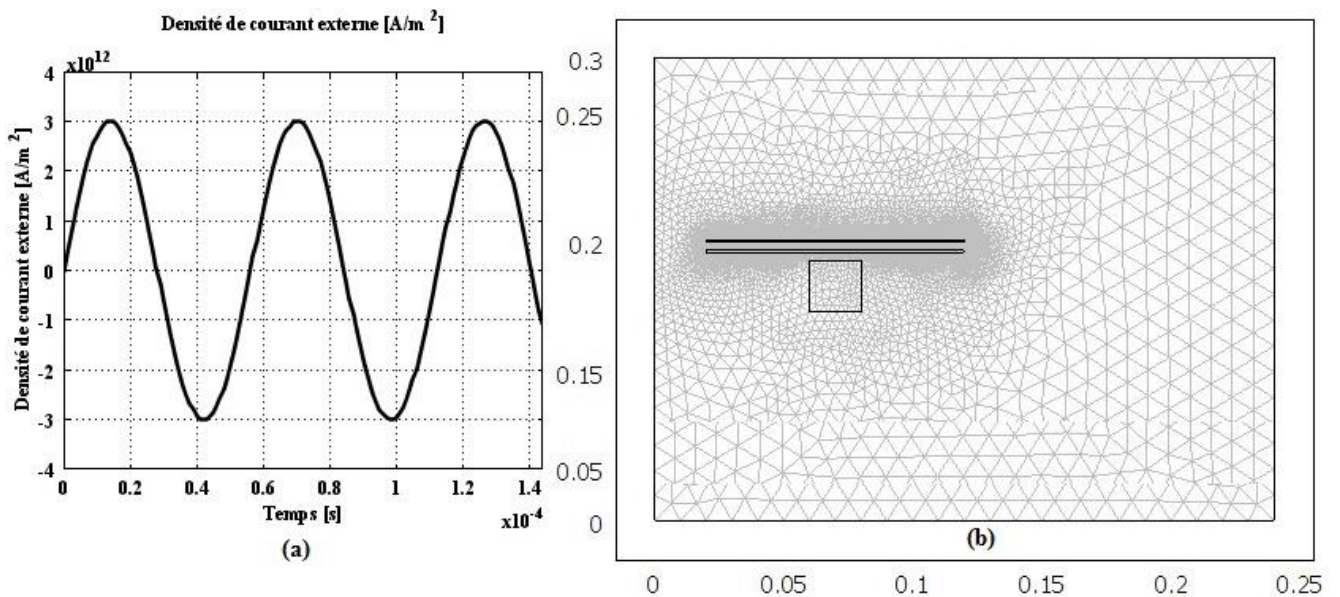 Densité de courant externe [A/m 2]
x10 12
4
3
2
1
0
-1
-2
-3
-4
Densité de courant externe [A/m 2]
0 0.2 0.4 0.6 0.8 1 1.2 1.4
Temps [s]
x10 -4
(a)
0.3
0.25
0.2
0.15
0.05
0
(b)
0 0.05 0.1 0.15 0.2 0.25